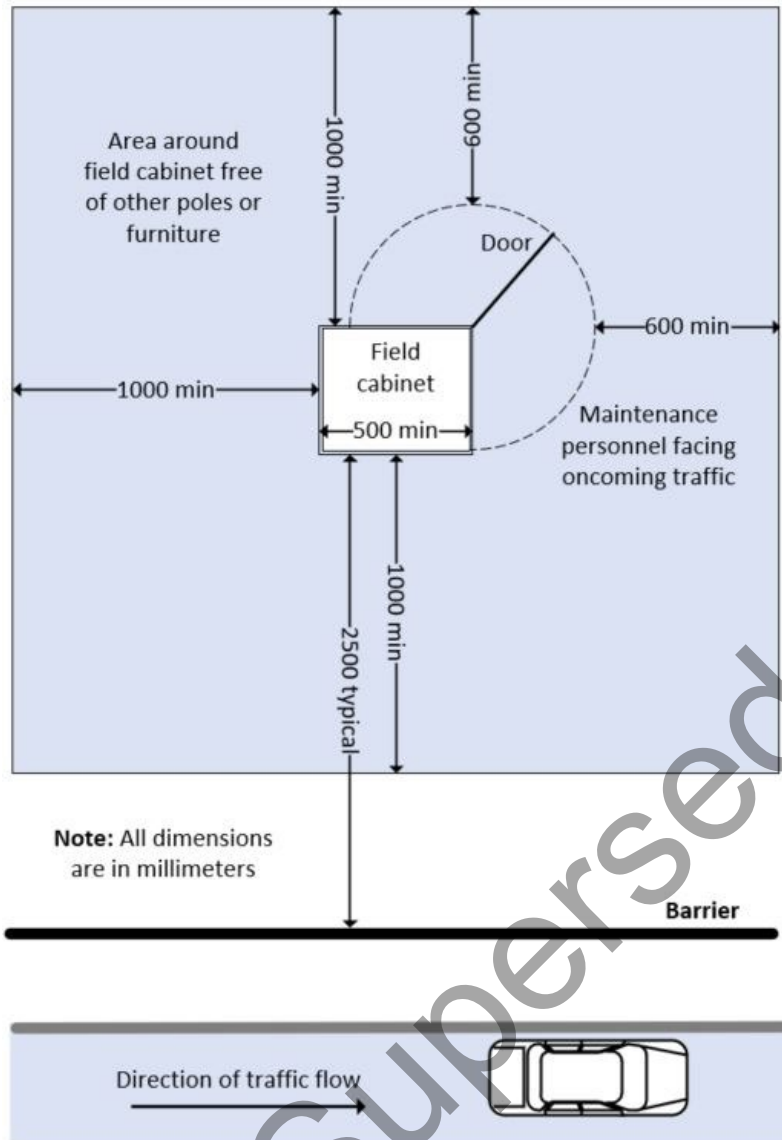 1000 min
600 min
Area around
field cabinet free
of other poles or
furniture
Door
600 min
Field
cabinet
1000 min
500 min
Maintenance
personnel facing
oncoming traffic
1000 min
2500 typical
Note: All dimensions
are in millimeters
Barrier
Direction of traffic flow
Supersed